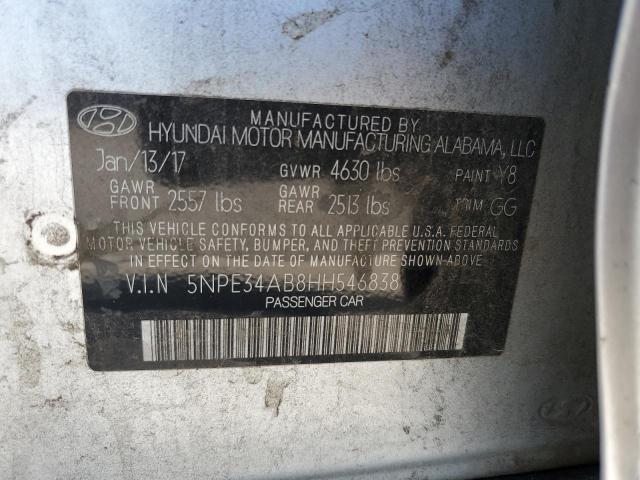 MANUFACTURED BY
HYUNDAI MOTOR MANUFACTURING ALABAMA, LLC
Jan/13/17 GVWR 4630 lbs PAINT Y8
GAWR FRONT 2557 lbs GAWR REAR 2513 lbs TRIM GG
THIS VEHICLE CONFORMS TO ALL APPLICABLE U.S.A. FEDERAL
MOTOR VEHICLE SAFETY, BUMPER, AND THEFT PREVENTION STANDARDS
IN EFFECT ON THE DATE OF MANUFACTURE SHOWN ABOVE.
V.I.N 5NPE34AB8HH546838
PASSENGER CAR